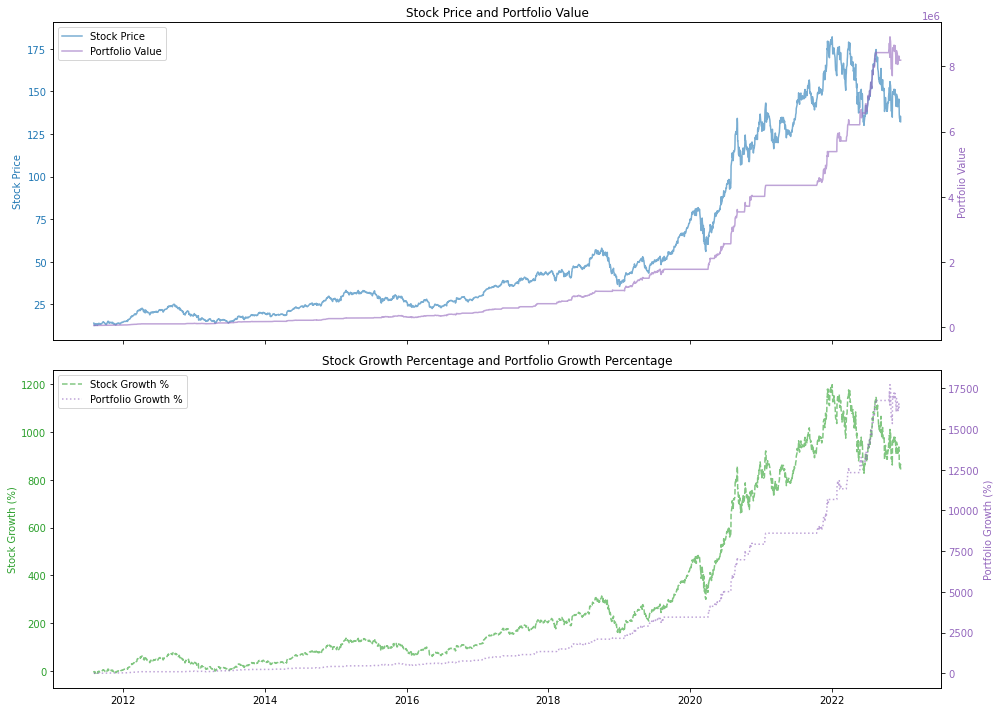 Stock Price and Portfolio Value
1e6
Stock Price
Portfolio Value
175
150
125
100
75
50
25
Stock Price
8
6
4
2
0
Portfolio Value
Stock Growth Percentage and Portfolio Growth Percentage
Stock Growth %
Portfolio Growth %
1200
1000
800
600
400
200
0
Stock Growth (%)
17500
15000
12500
10000
7500
5000
2500
0
Portfolio Growth (%)
2012 2014 2016 2018 2020 2022